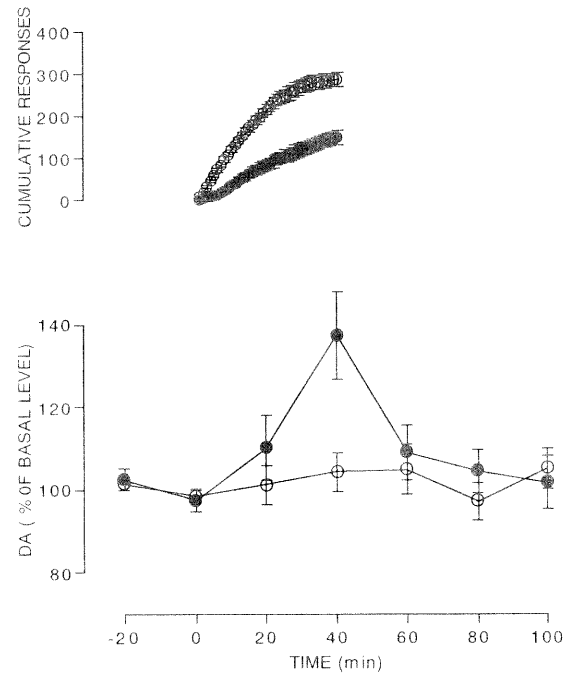 CUMULATIVE RESPONSES
400
300
200
100
0
DA ( % OF BASAL LEVEL)
140
120
100
80
-20 0 20 40 60 80 100
TIME (min)